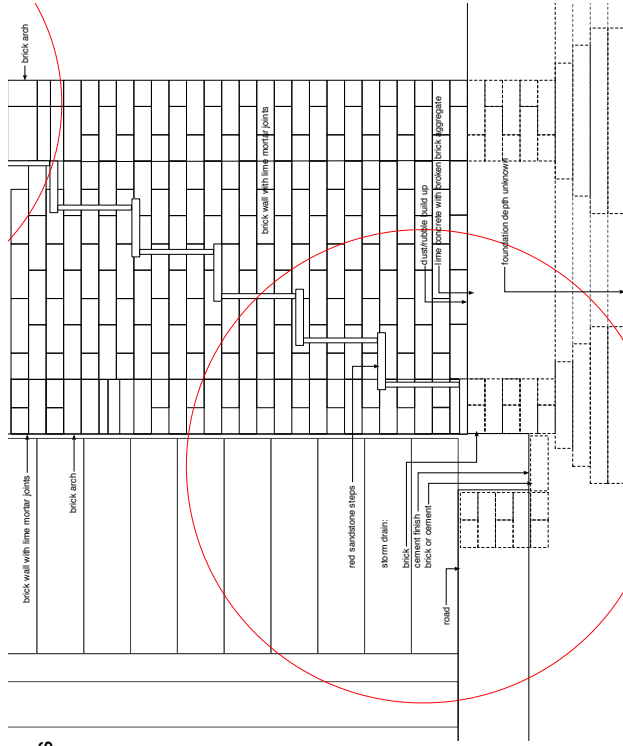 brick arch
brick wall with lime mortar joints
dust/rubble build up
lime concrete with broken brick aggregate
foundation depth unknown
brick wall with lime mortar joints
brick arch
red sandstone steps
storm drain:
brick
cement finish
brick or cement
road